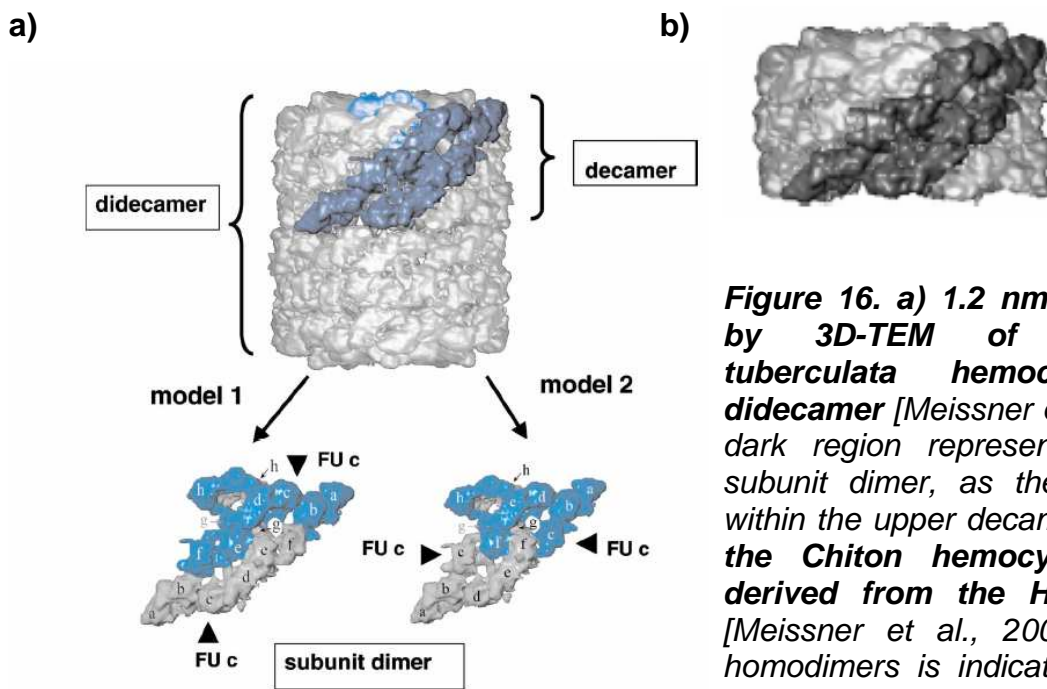 a)
b)
didecamer
decamer
model 1
model 2
FU c
h
h
d
c
a
b
g
g
f
e
e
f
d
b
c
a
FU c
h
h
e
d
a
g
g
b
f
f
c
c
FU c
FU c
e
b
d
a
subunit dimer
Figure 16. a) 1.2 nm
by 3D-TEM of
tuberculata hemoc
didecamer [Meissner e
dark region represen
subunit dimer, as the
within the upper decan
the Chiton hemocy
derived from the H
[Meissner et al., 200
homodimers is indicat